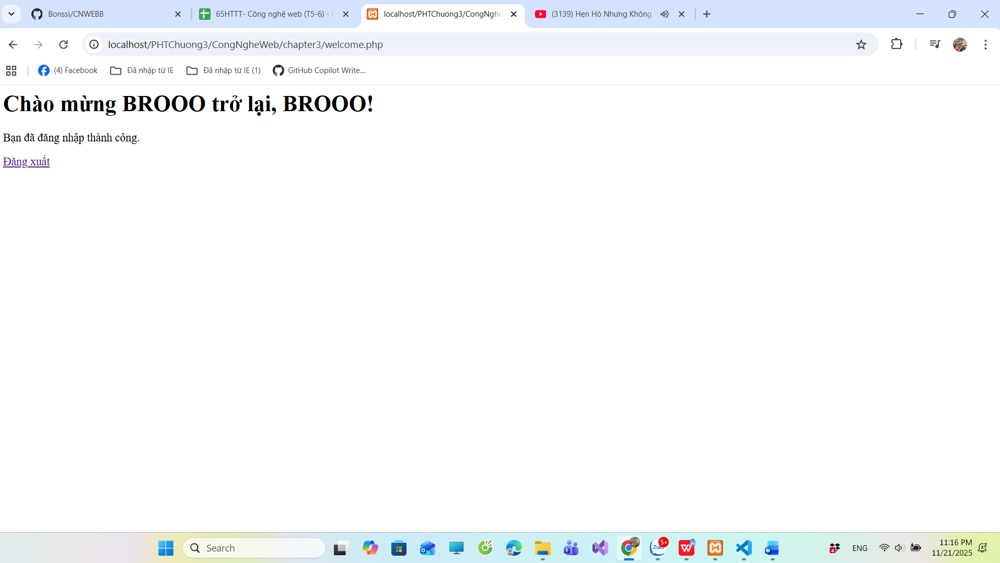 Bonssi/CNWEBB
65HTTT- Công nghệ web (T5-6) -
localhost/PHTChuong3/CongNghe
(3139) Hẹn Hò Nhưng Không
localhost/PHTChuong3/CongNgheWeb/chapter3/welcome.php
(4) Facebook
Đã nhập từ IE
Đã nhập từ IE (1)
GitHub Copilot Write...
Chào mừng BROOO trở lại, BROOO!
Bạn đã đăng nhập thành công.
Đăng xuất
Search
Zalo
5+
4
ENG
11:16 PM
11/21/2025